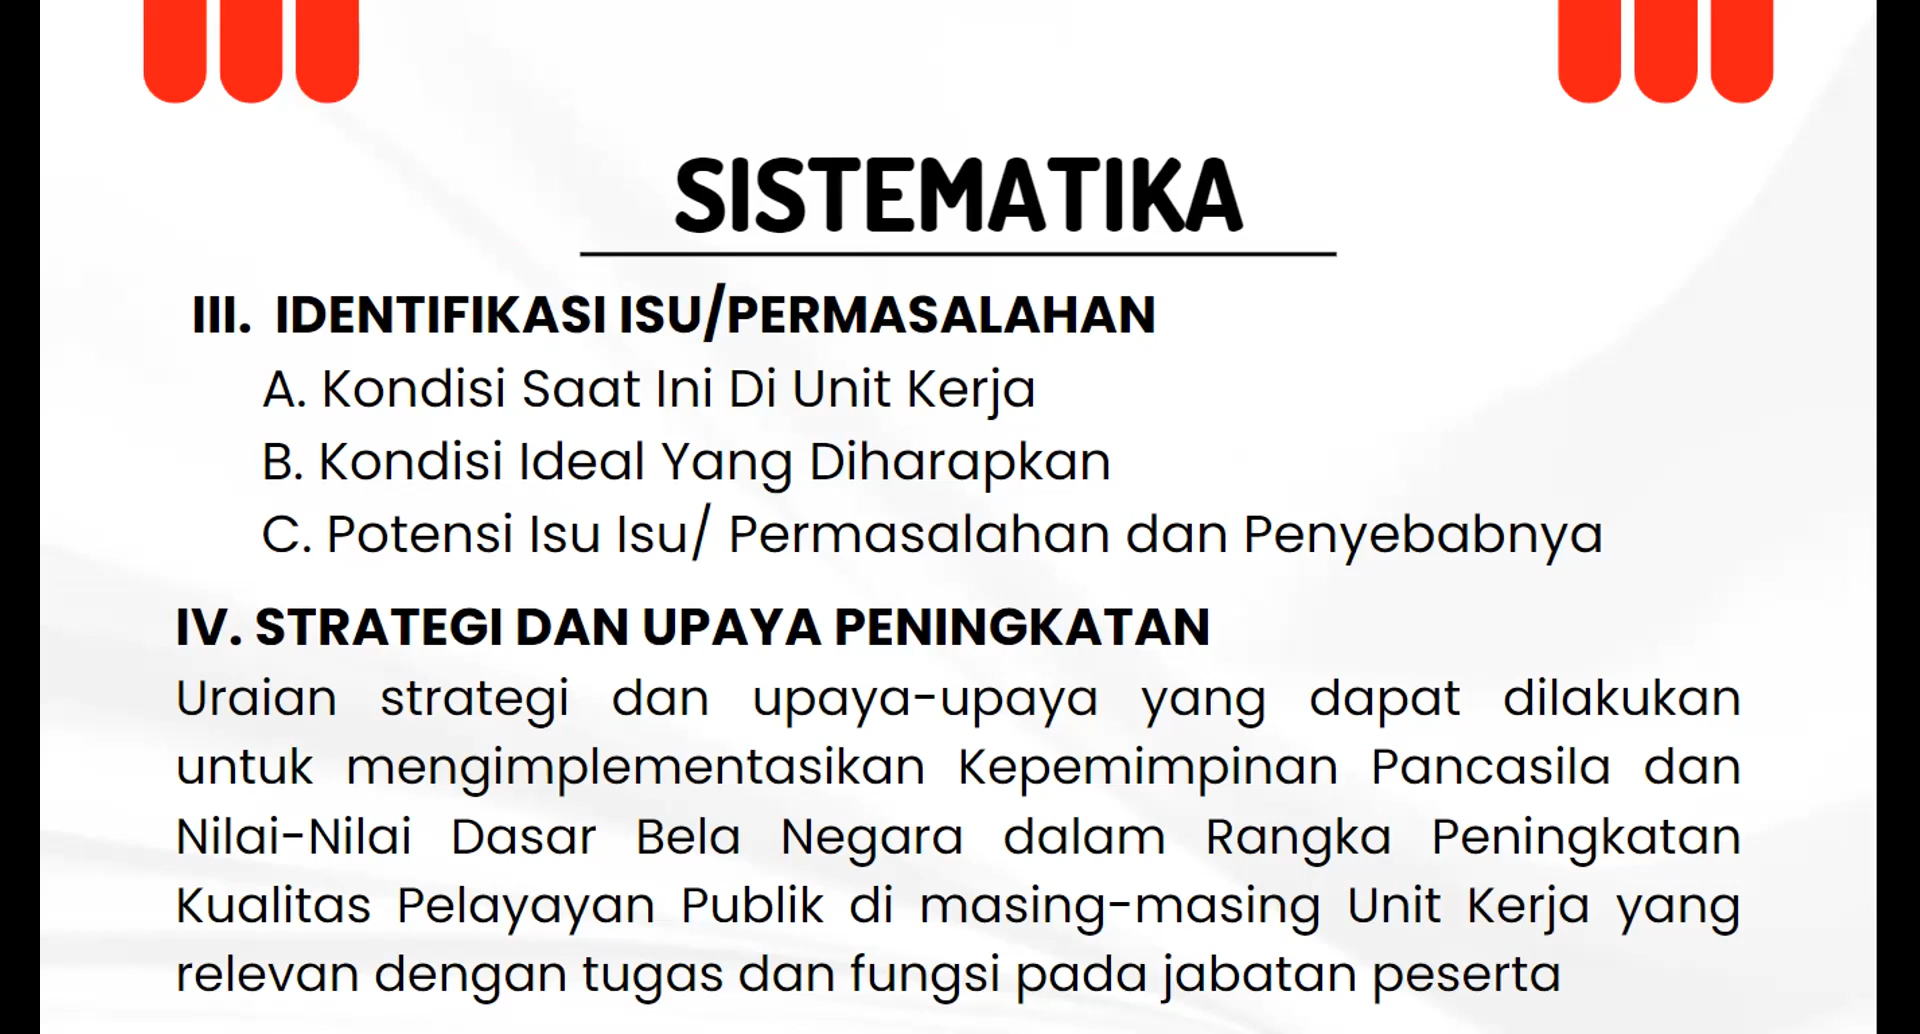 SISTEMATIKA
III. IDENTIFIKASI ISU/PERMASALAHAN
A. Kondisi Saat Ini Di Unit Kerja
B. Kondisi Ideal Yang Diharapkan
C. Potensi Isu Isu/ Permasalahan dan Penyebabnya
IV. STRATEGI DAN UPAYA PENINGKATAN
Uraian strategi dan upaya-upaya yang dapat dilakukan
untuk mengimplementasikan Kepemimpinan Pancasila dan
Nilai-Nilai Dasar Bela Negara dalam Rangka Peningkatan
Kualitas Pelayayan Publik di masing-masing Unit Kerja yang
relevan dengan tugas dan fungsi pada jabatan peserta